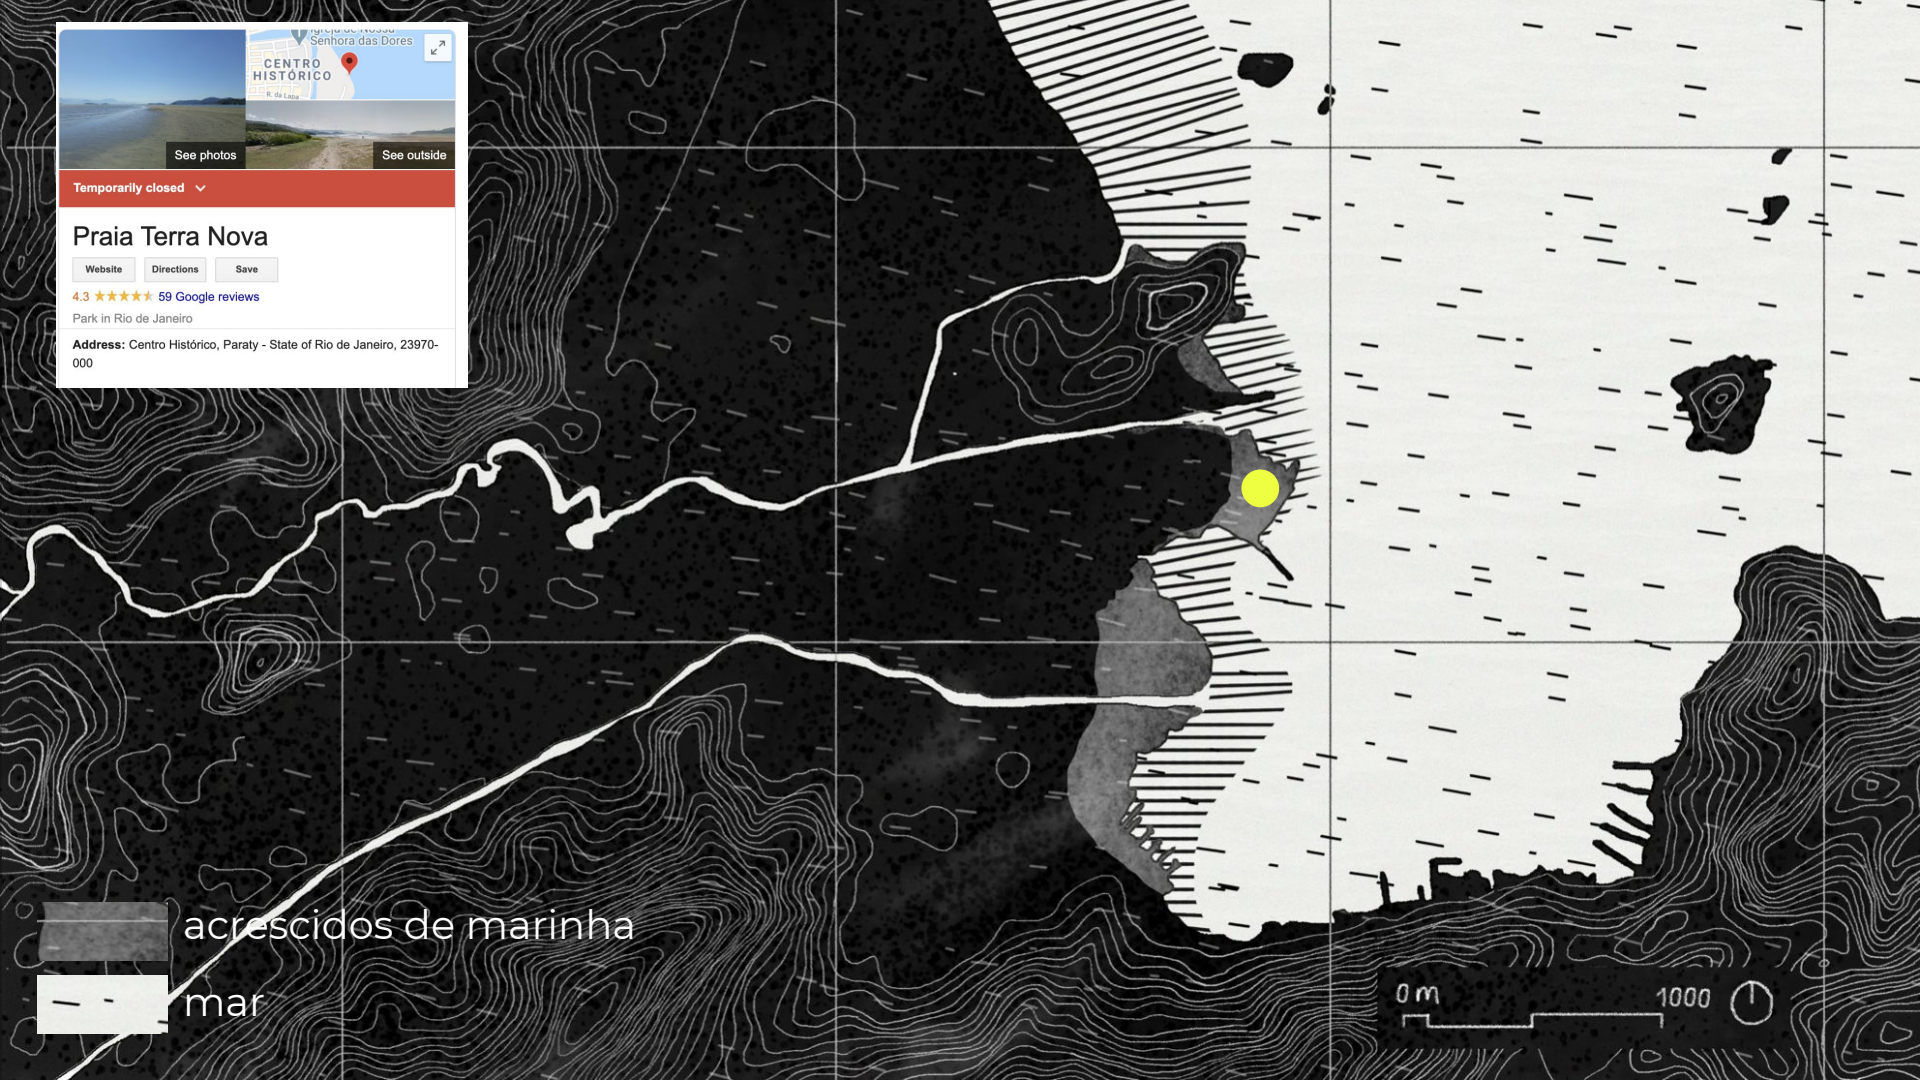 Igreja de Nossa
Senhora das Dores
CENTRO
HISTÓRICO
R. da Lapa
See photos
See outside
Temporarily closed
Praia Terra Nova
Website Directions Save
4.3 59 Google reviews
Park in Rio de Janeiro
Address: Centro Histórico, Paraty - State of Rio de Janeiro, 23970-
000
acrescidos de marinha
mar
0 m 1000